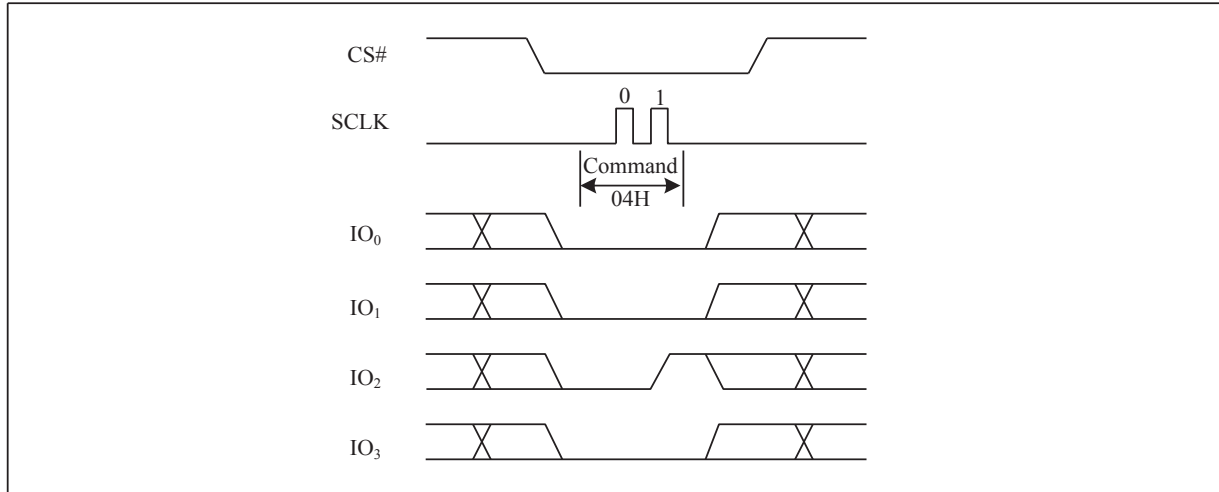 CS#
0 1
SCLK
Command
04H
IO0
IO1
IO2
IO3